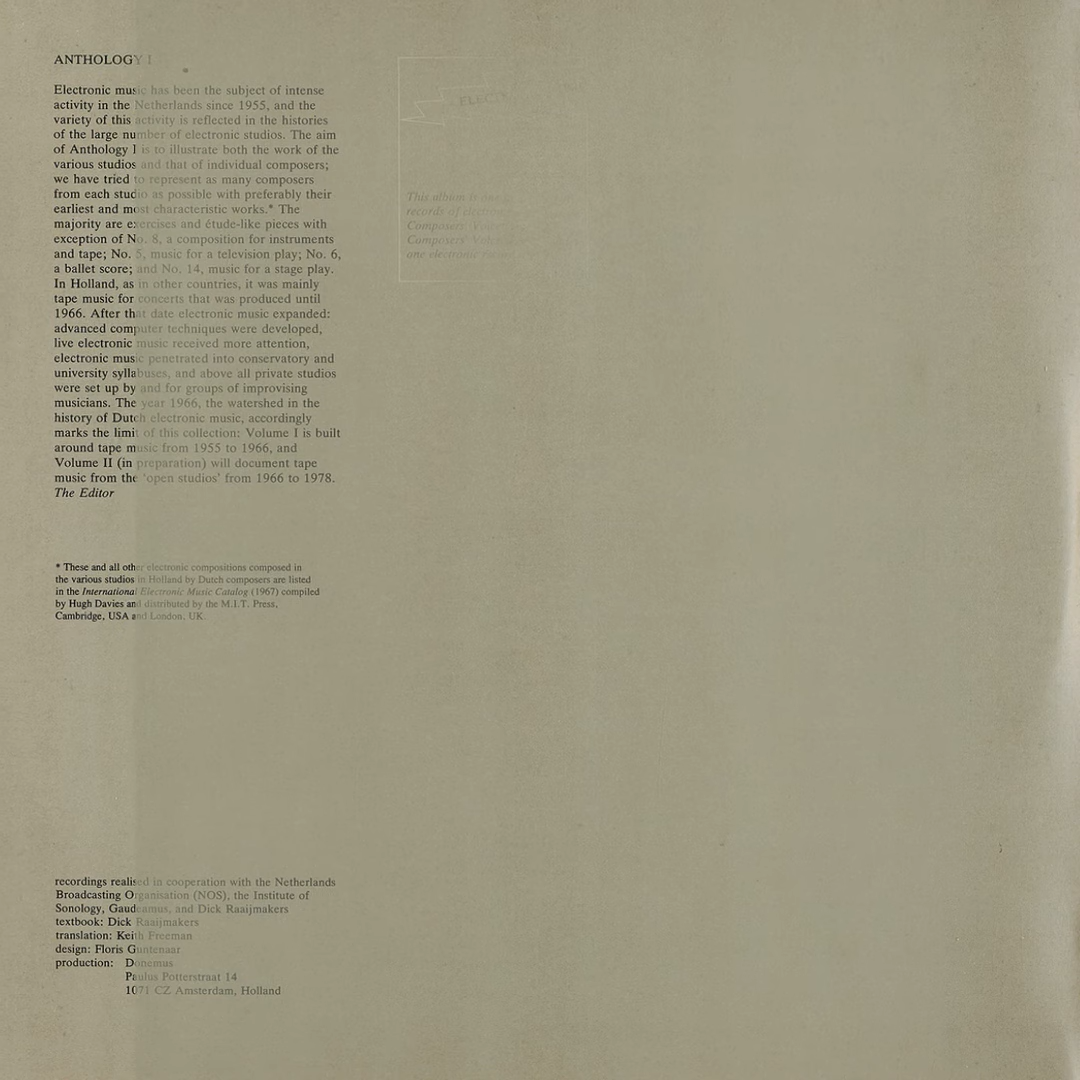 ANTHOLOGY I
Electronic music has been the subject of intense
activity in the Netherlands since 1955, and the
variety of this activity is reflected in the histories
of the large number of electronic studios. The aim
of Anthology I is to illustrate both the work of the
various studios and that of individual composers;
we have tried to represent as many composers
from each studio as possible with preferably their
earliest and most characteristic works.* The
majority are exercises and étude-like pieces with
exception of No. 8, a composition for instruments
and tape; No. 5, music for a television play; No. 6,
a ballet score; and No. 14, music for a stage play.
In Holland, as in other countries, it was mainly
tape music for concerts that was produced until
1966. After that date electronic music expanded:
advanced computer techniques were developed,
live electronic music received more attention,
electronic music penetrated into conservatory and
university syllabuses, and above all private studios
were set up by and for groups of improvising
musicians. The year 1966, the watershed in the
history of Dutch electronic music, accordingly
marks the limit of this collection: Volume I is built
around tape music from 1955 to 1966, and
Volume II (in preparation) will document tape
music from the 'open studios' from 1966 to 1978.
The Editor
* These and all other electronic compositions composed in
the various studios in Holland by Dutch composers are listed
in the International Electronic Music Catalog (1967) compiled
by Hugh Davies and distributed by the M.I.T. Press,
Cambridge, USA and London, UK.
recordings realised in cooperation with the Netherlands
Broadcasting Organisation (NOS), the Institute of
Sonology, Gaudeamus, and Dick Raaijmakers
textbook: Dick Raaijmakers
translation: Keith Freeman
design: Floris Guntenaar
production: Donemus
Paulus Potterstraat 14
1071 CZ Amsterdam, Holland
This album is one
records of
Composers'
Composers'
one electronic